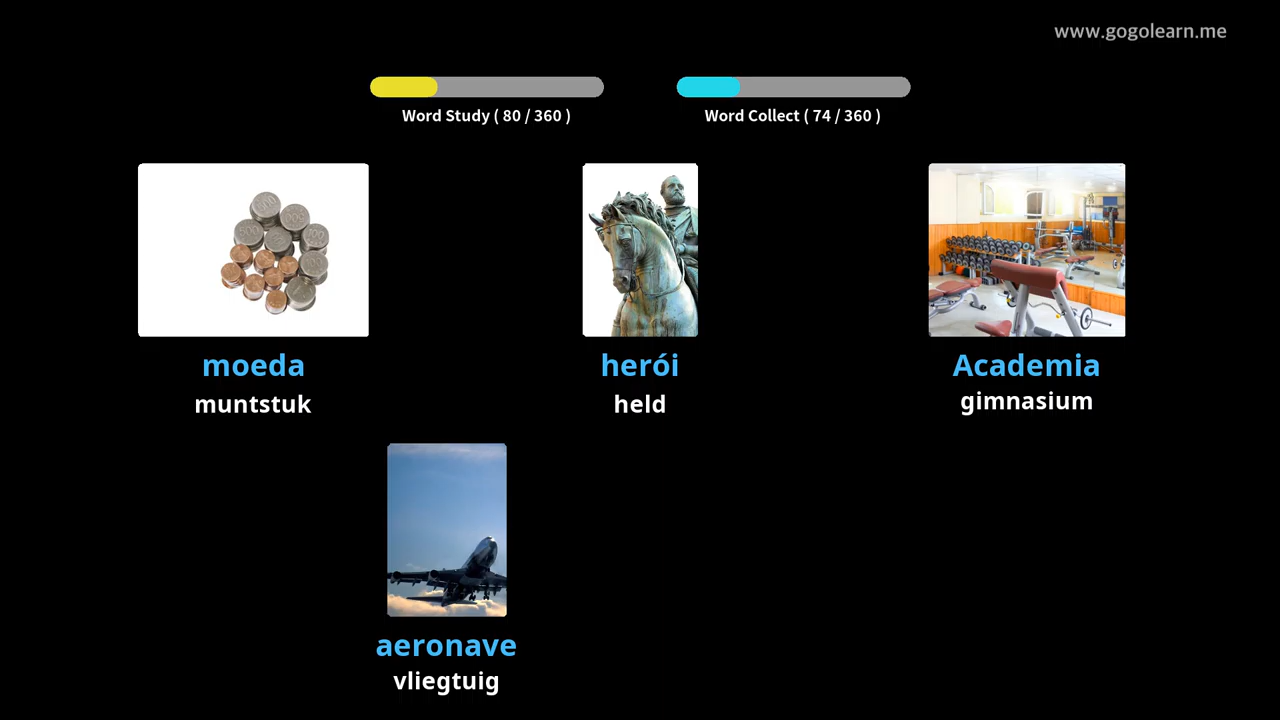 www.gogolearn.me
Word Study ( 80 / 360 )
Word Collect ( 74 / 360 )
moeda
muntstuk
herói
held
Academia
gimnasium
aeronave
vliegtuig